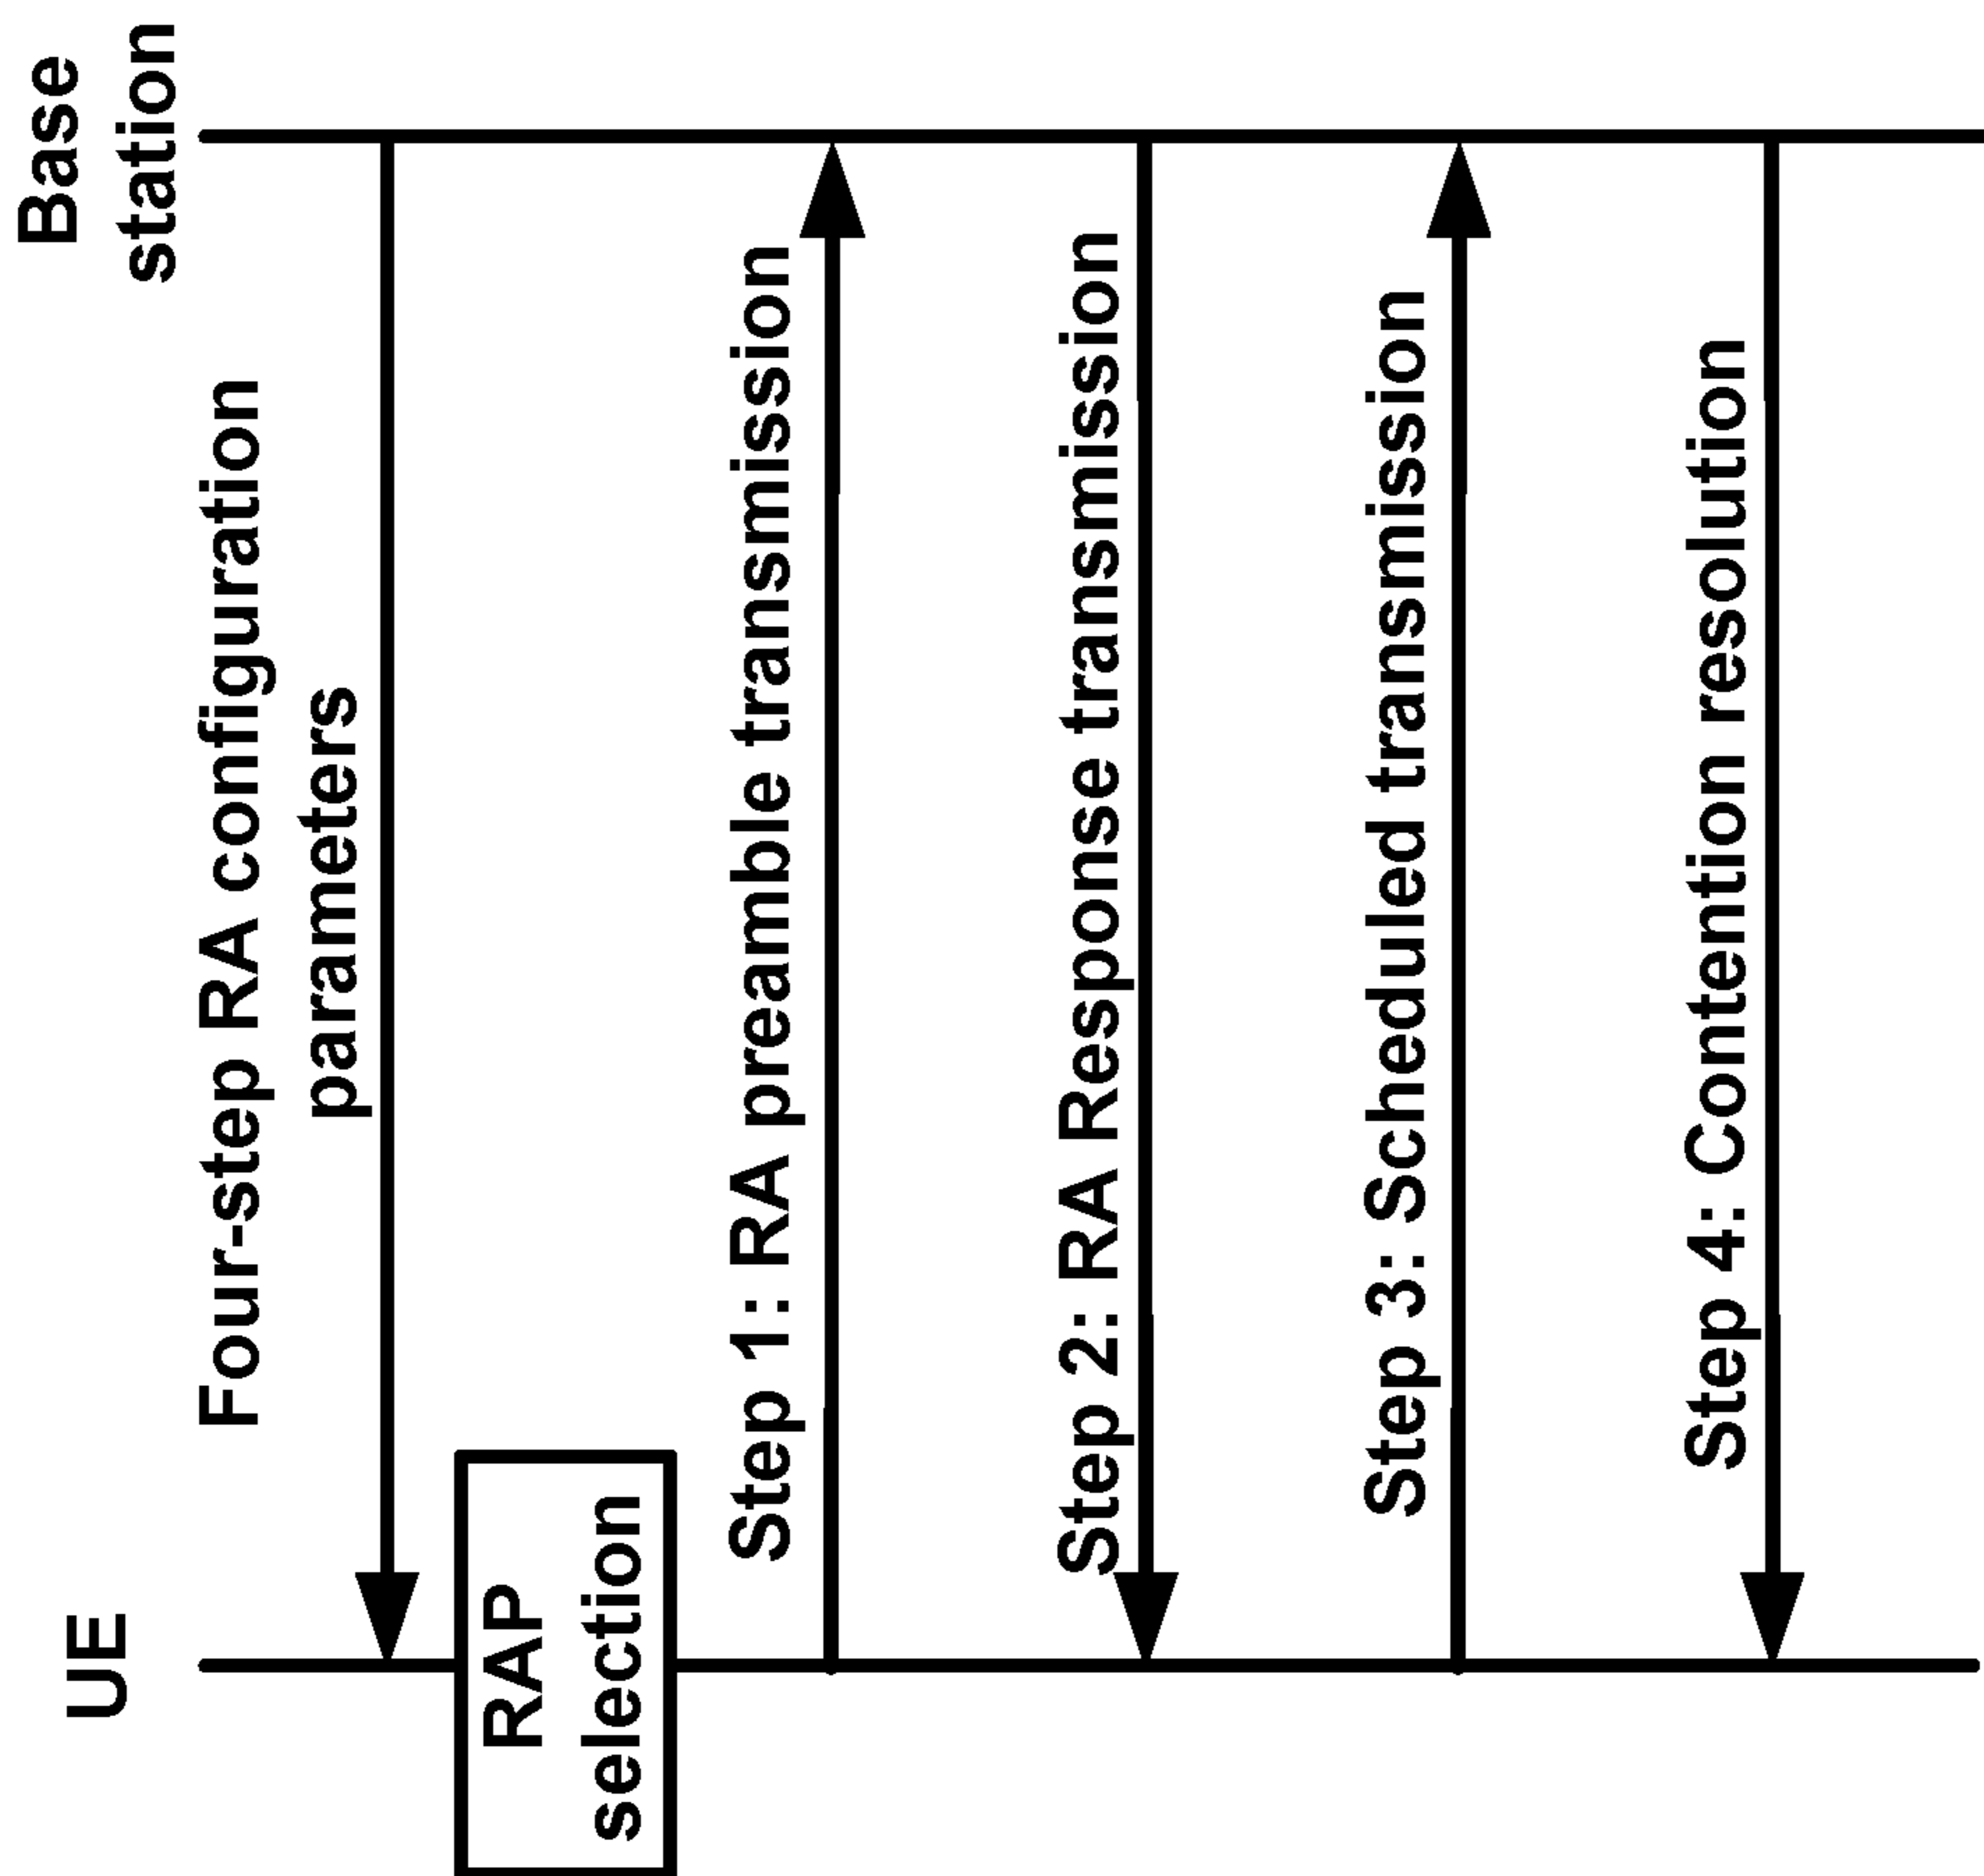 UE
Base
station
Four-step RA configuration
parameters
RAP
selection
Step 1: RA preamble transmission
Step 2: RA Response transmission
Step 3: Scheduled transmission
Step 4: Contention resolution